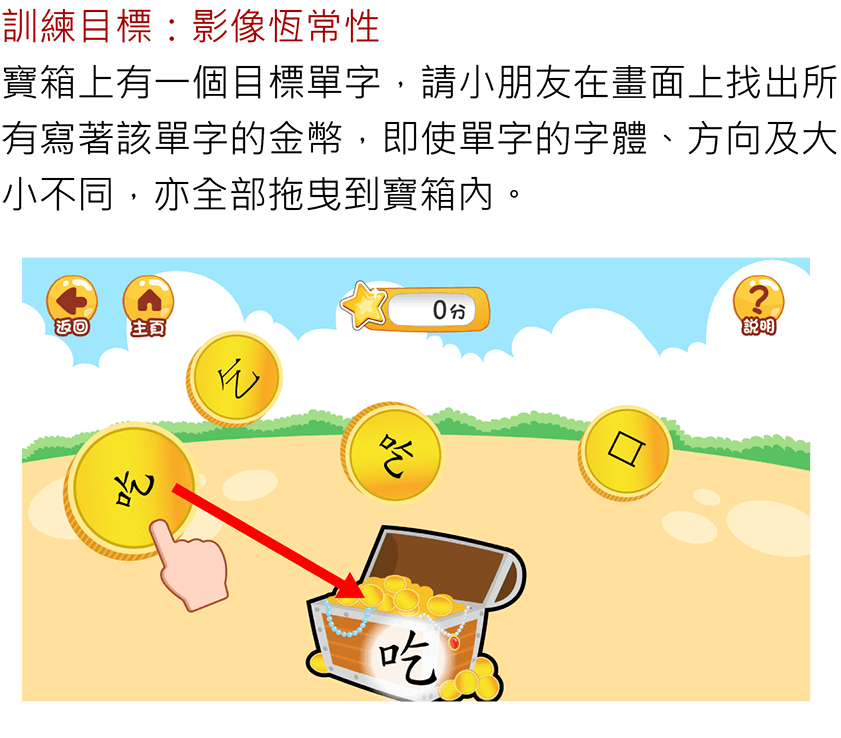 訓練目標：影像恆常性
寶箱上有一個目標單字，請小朋友在畫面上找出所
有寫著該單字的金幣，即使單字的字體、方向及大
小不同，亦全部拖曳到寶箱內。
返回
主頁
0分
?
說明
乞
吃
吃
口
吃